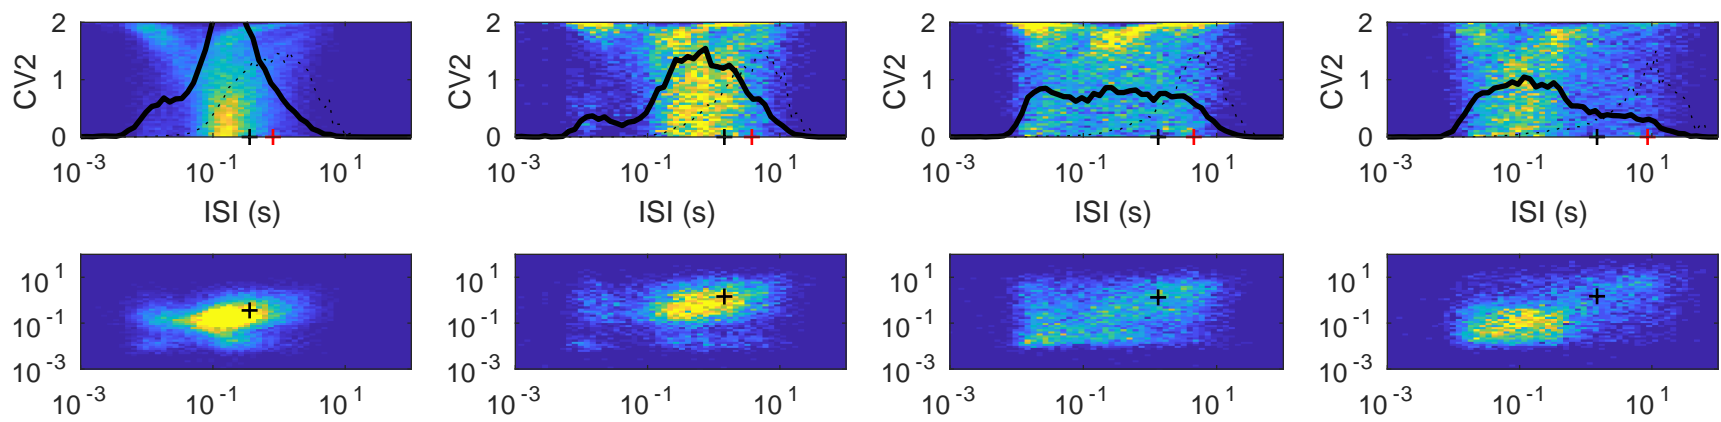 2 2 2 2
CV2 1 CV2 1 CV2 1 CV2 1
0 0 0 0
10^-3 10^-1 10^1 10^-3 10^-1 10^1 10^-3 10^-1 10^1 10^-3 10^-1 10^1
ISI (s) ISI (s) ISI (s) ISI (s)
10^1 10^1 10^1 10^1
10^-1 10^-1 10^-1 10^-1
10^-3 10^-3 10^-3 10^-3
10^-3 10^-1 10^1 10^-3 10^-1 10^1 10^-3 10^-1 10^1 10^-3 10^-1 10^1